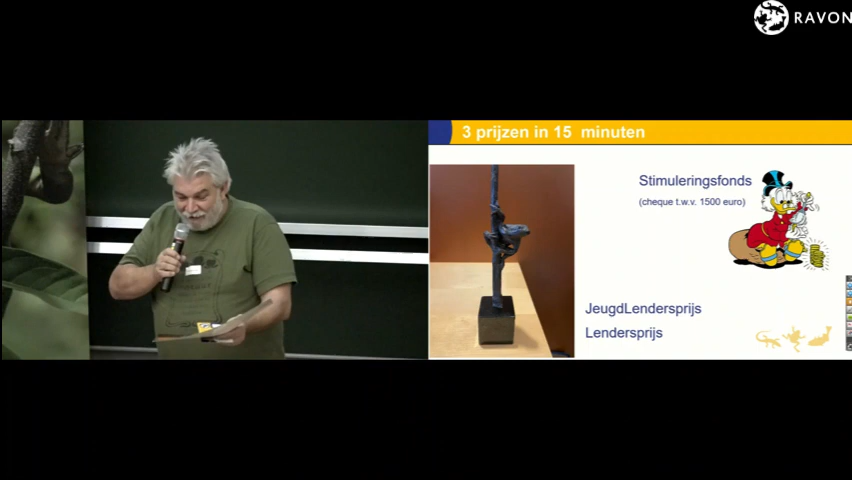 RAVON
3 prijzen in 15 minuten
Stimuleringsfonds
(cheque t.w.v. 1500 euro)
JeugdLendersprijs
Lendersprijs